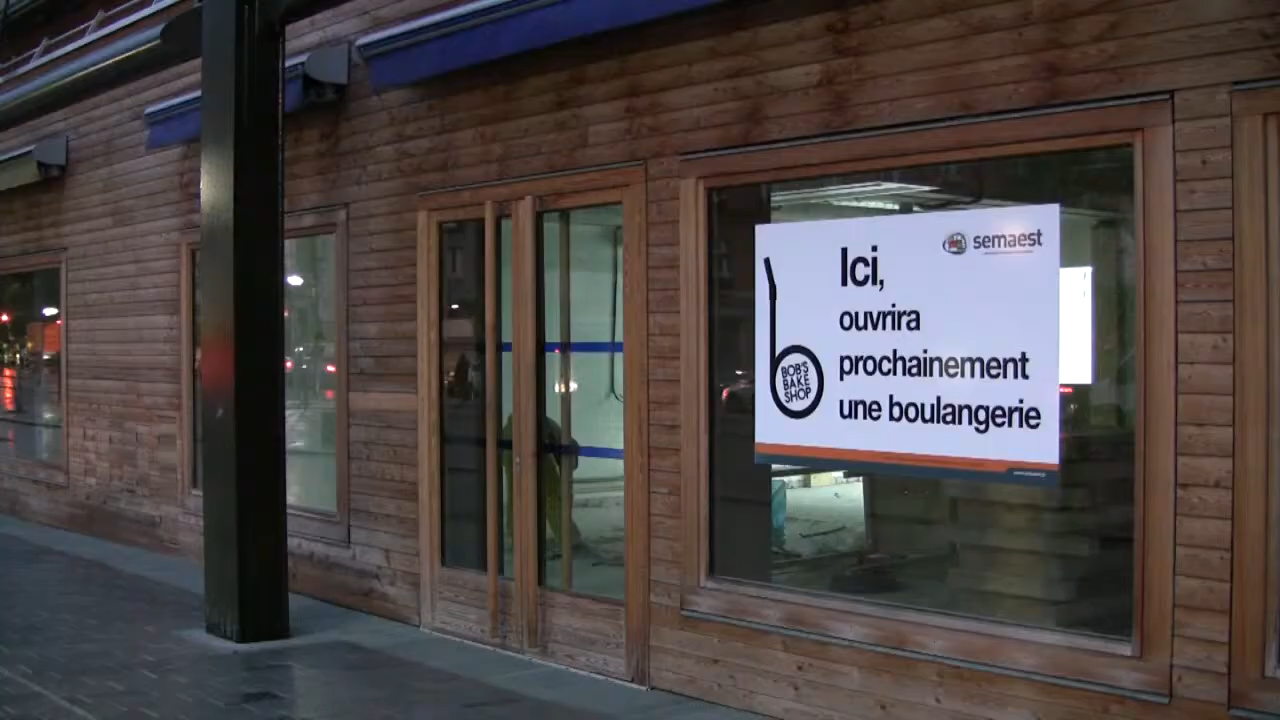 semaest
Ici,
ouvrira
prochainement
une boulangerie
BOB'S
BAKE
SHOP